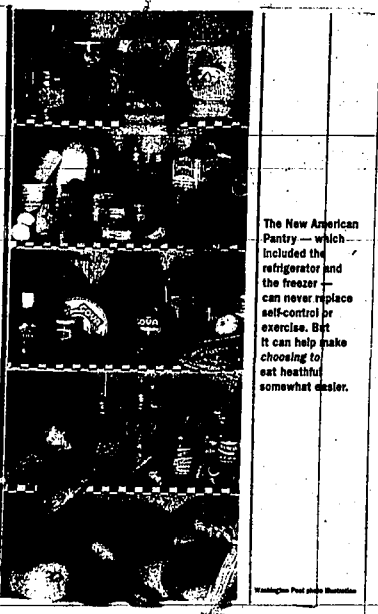 The New American
Pantry — which
included the
refrigerator and
the freezer —
can never replace
self-control or
exercise. But
it can help make
choosing to
eat heathful
somewhat easier.
Washington Post photo illustration